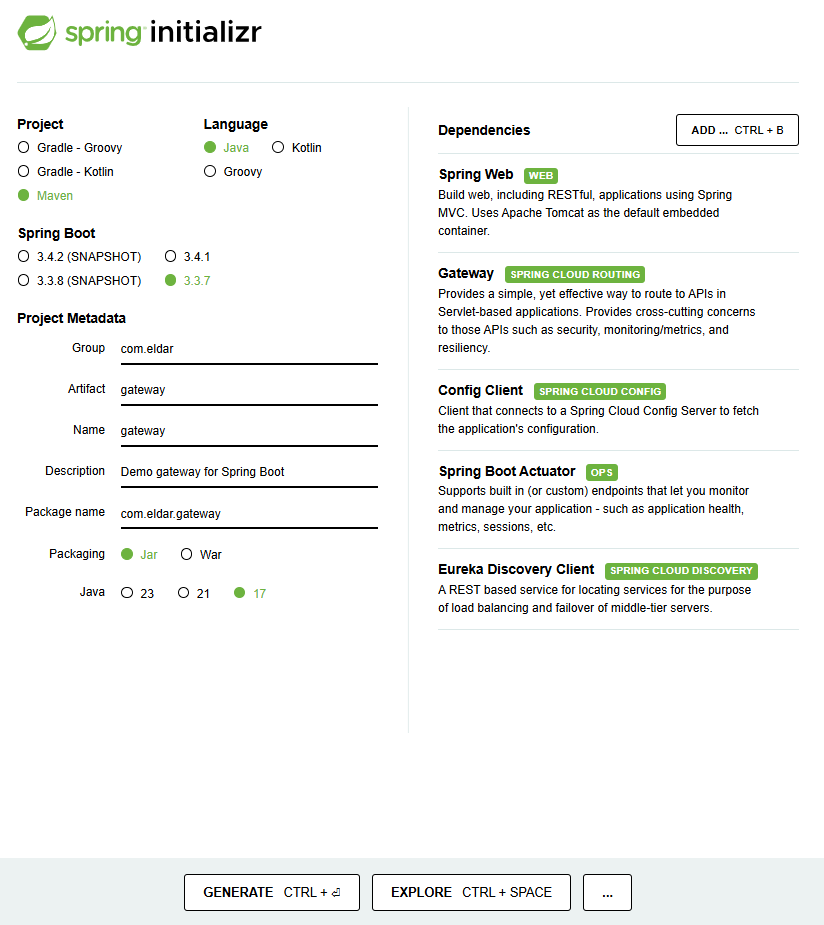 spring initializr
Project
Gradle - Groovy
Gradle - Kotlin
Maven
Language
Java Kotlin
Groovy
Spring Boot
3.4.2 (SNAPSHOT) 3.4.1
3.3.8 (SNAPSHOT) 3.3.7
Project Metadata
Group com.eldar
Artifact gateway
Name gateway
Description Demo gateway for Spring Boot
Package name com.eldar.gateway
Packaging Jar War
Java 23 21 17
Dependencies ADD ... CTRL + B
Spring Web WEB
Build web, including RESTful, applications using Spring
MVC. Uses Apache Tomcat as the default embedded
container.
Gateway SPRING CLOUD ROUTING
Provides a simple, yet effective way to route to APIs in
Servlet-based applications. Provides cross-cutting concerns
to those APIs such as security, monitoring/metrics, and
resiliency.
Config Client SPRING CLOUD CONFIG
Client that connects to a Spring Cloud Config Server to fetch
the application's configuration.
Spring Boot Actuator OPS
Supports built in (or custom) endpoints that let you monitor
and manage your application - such as application health,
metrics, sessions, etc.
Eureka Discovery Client SPRING CLOUD DISCOVERY
A REST based service for locating services for the purpose
of load balancing and failover of middle-tier servers.
GENERATE CTRL + ⏎ EXPLORE CTRL + SPACE ...